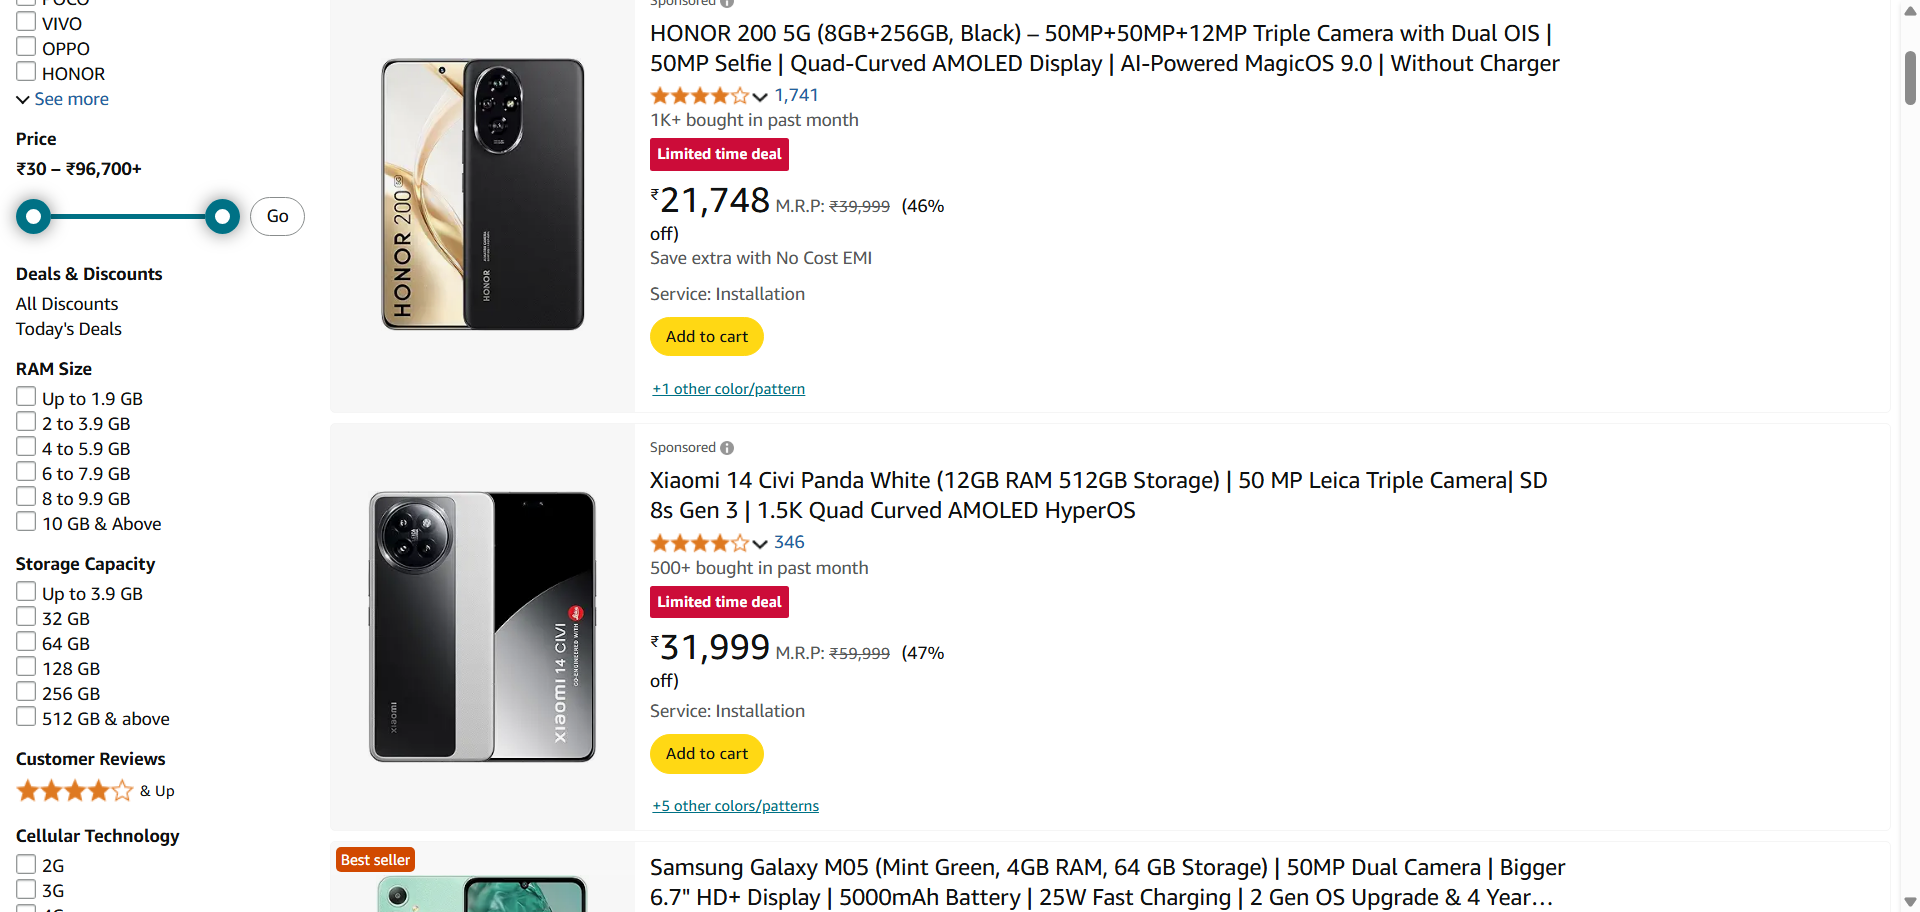 POCO
VIVO
OPPO
HONOR
See more
Price
₹30 – ₹96,700+
Go
Deals & Discounts
All Discounts
Today's Deals
RAM Size
Up to 1.9 GB
2 to 3.9 GB
4 to 5.9 GB
6 to 7.9 GB
8 to 9.9 GB
10 GB & Above
Storage Capacity
Up to 3.9 GB
32 GB
64 GB
128 GB
256 GB
512 GB & above
Customer Reviews
& Up
Cellular Technology
2G
3G
4G
HONOR 200 5G
HONOR
Sponsored
HONOR 200 5G (8GB+256GB, Black) – 50MP+50MP+12MP Triple Camera with Dual OIS |
50MP Selfie | Quad-Curved AMOLED Display | AI-Powered MagicOS 9.0 | Without Charger
1,741
1K+ bought in past month
Limited time deal
₹21,748 M.R.P: ₹39,999 (46%
off)
Save extra with No Cost EMI
Service: Installation
Add to cart
+1 other color/pattern
xiaomi
XIAOMI 14 CIVI
CO-ENGINEERED WITH
Sponsored
Xiaomi 14 Civi Panda White (12GB RAM 512GB Storage) | 50 MP Leica Triple Camera| SD
8s Gen 3 | 1.5K Quad Curved AMOLED HyperOS
346
500+ bought in past month
Limited time deal
₹31,999 M.R.P: ₹59,999 (47%
off)
Service: Installation
Add to cart
+5 other colors/patterns
Best seller
Samsung Galaxy M05 (Mint Green, 4GB RAM, 64 GB Storage) | 50MP Dual Camera | Bigger
6.7" HD+ Display | 5000mAh Battery | 25W Fast Charging | 2 Gen OS Upgrade & 4 Year…